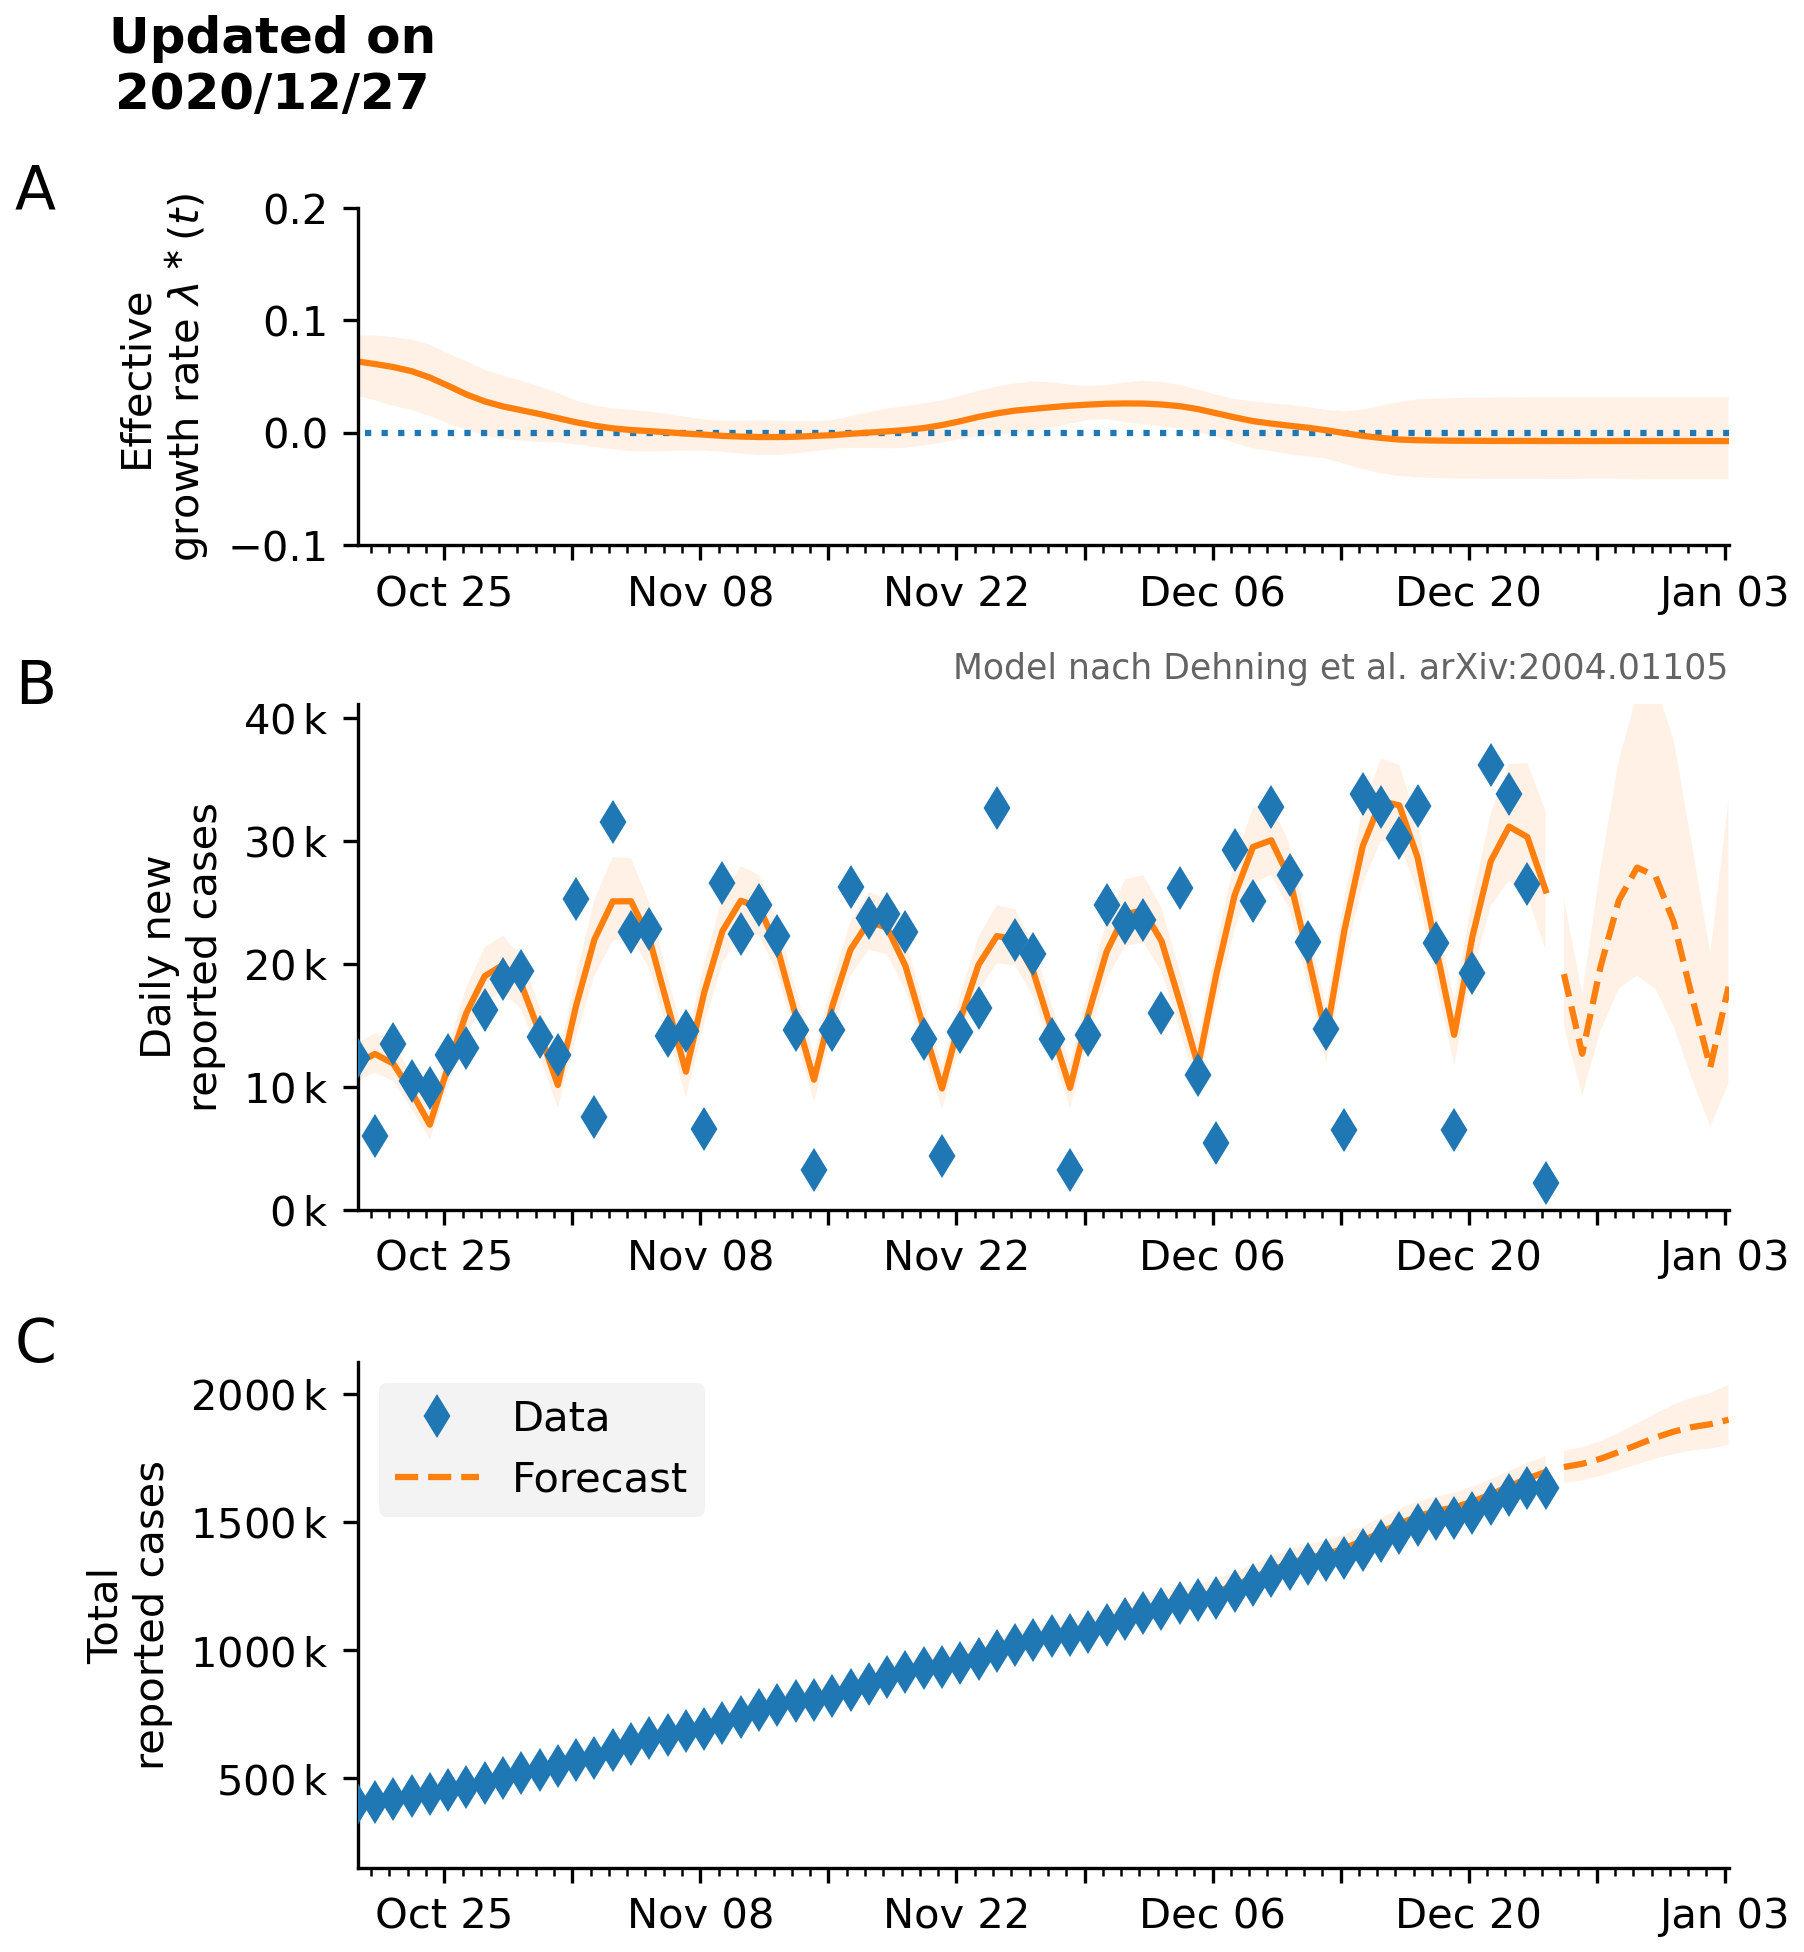 Updated on
2020/12/27
A
Effective
growth rate λ * (t)
0.2
0.1
0.0
−0.1
Oct 25 Nov 08 Nov 22 Dec 06 Dec 20 Jan 03
Model nach Dehning et al. arXiv:2004.01105
B
Daily new
reported cases
40 k
30 k
20 k
10 k
0 k
Oct 25 Nov 08 Nov 22 Dec 06 Dec 20 Jan 03
C
Total
reported cases
2000 k
1500 k
1000 k
500 k
Data
Forecast
Oct 25 Nov 08 Nov 22 Dec 06 Dec 20 Jan 03